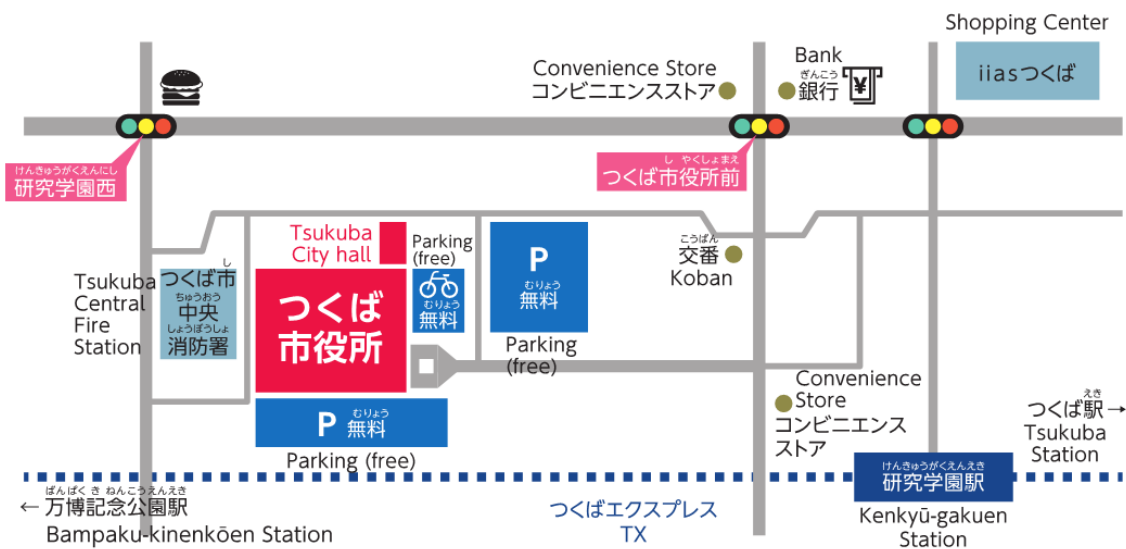 Shopping Center
iiasつくば
Bank
ぎんこう
銀行
¥
Convenience Store
コンビニエンスストア
けんきゅうがくえんにし
研究学園西
し やくしょまえ
つくば市役所前
Tsukuba
City hall
つくば
市役所
Parking
(free)
むりょう
無料
P
むりょう
無料
Parking
(free)
こうばん
交番
Koban
Tsukuba
Central
Fire
Station
し
つくば市
ちゅうおう
中央
しょうぼうしょ
消防署
P
むりょう
無料
Parking (free)
Convenience
Store
コンビニエンス
ストア
えき
つくば駅→
Tsukuba
Station
けんきゅうがくえんえき
研究学園駅
Kenkyū-gakuen
Station
ばんぱく き ねんこうえんえき
← 万博記念公園駅
Bampaku-kinenkōen Station
つくばエクスプレス
TX